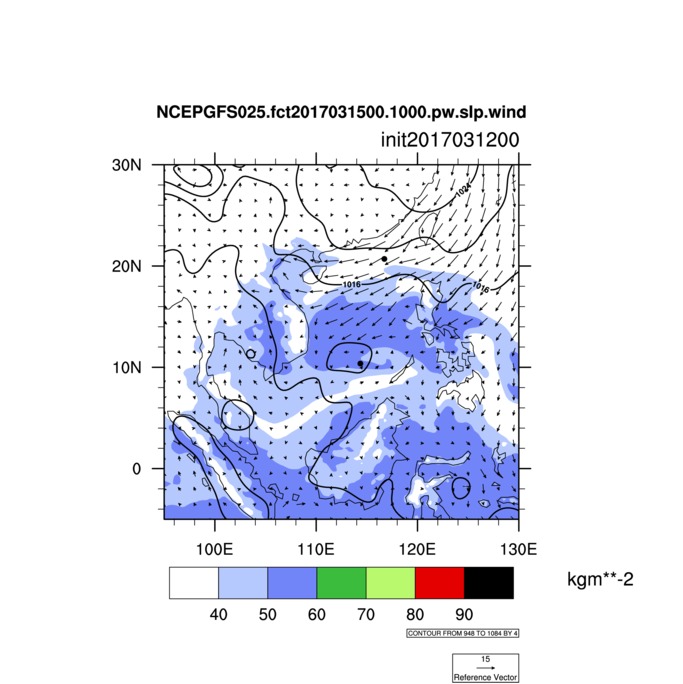 NCEPGFS025.fct2017031500.1000.pw.slp.wind
init2017031200
30N
1024
20N
1016
1016
10N
0
100E 110E 120E 130E
kgm**-2
40 50 60 70 80 90
CONTOUR FROM 948 TO 1084 BY 4
15
Reference Vector